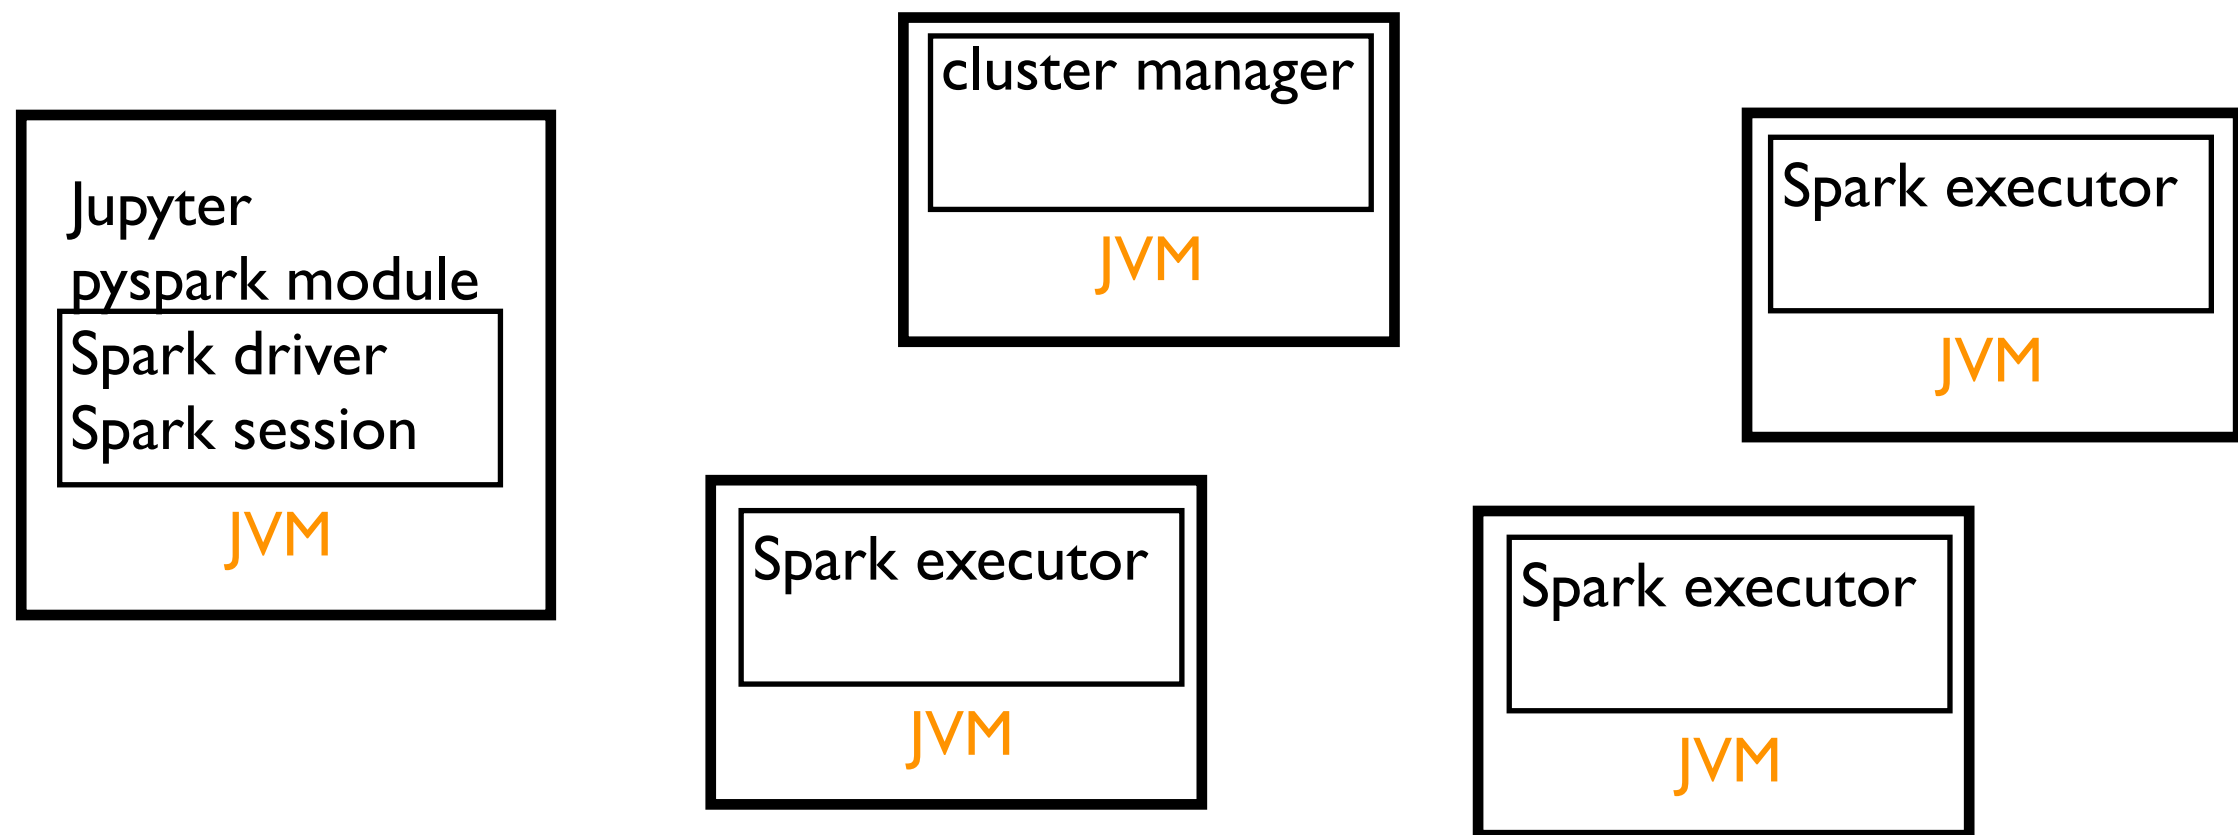 Jupyter
pyspark module
Spark driver
Spark session
JVM
cluster manager
JVM
Spark executor
JVM
Spark executor
JVM
Spark executor
JVM